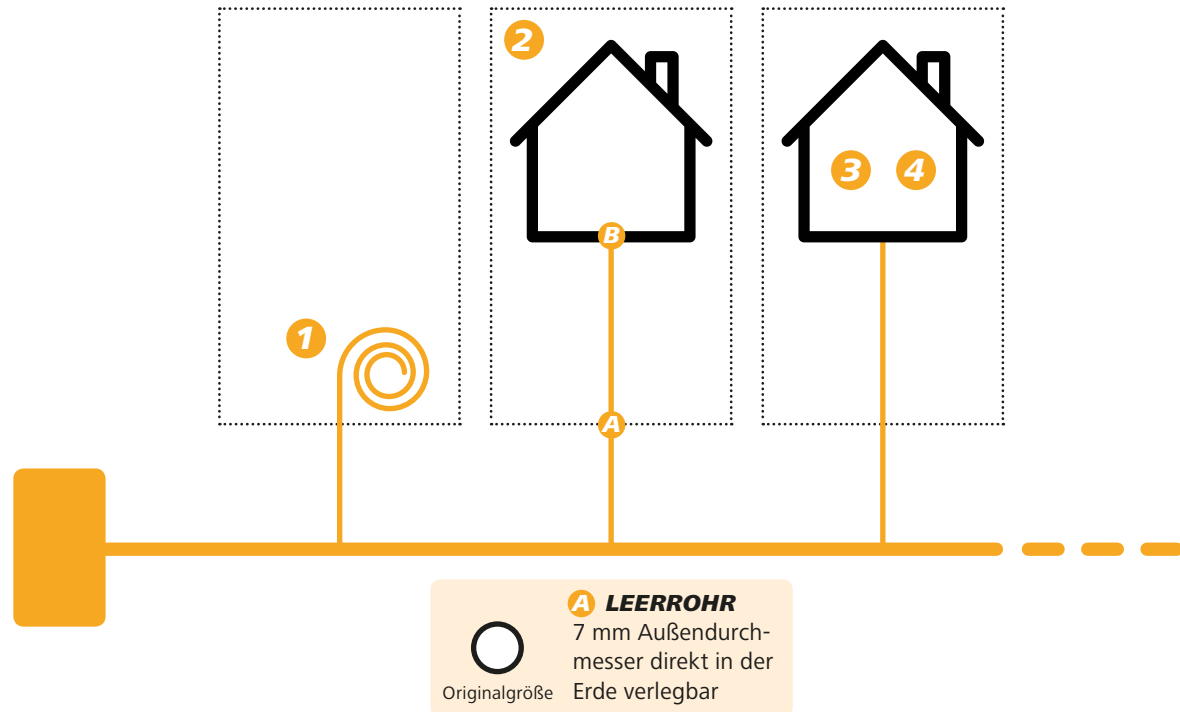 2
3 4
B
1
A
A LEERROHR
7 mm Außendurch-
messer direkt in der
Erde verlegbar
Originalgröße